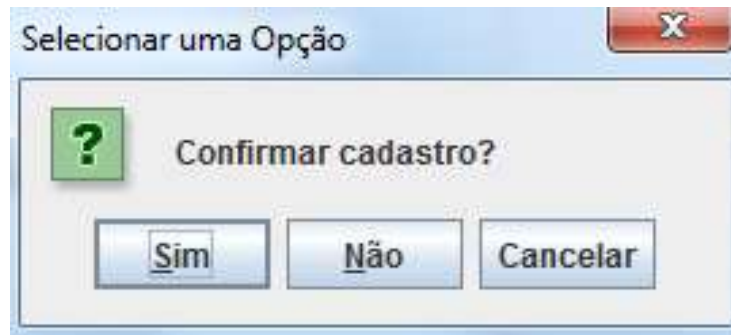 Selecionar uma Opção
X
?
Confirmar cadastro?
Sim Não Cancelar